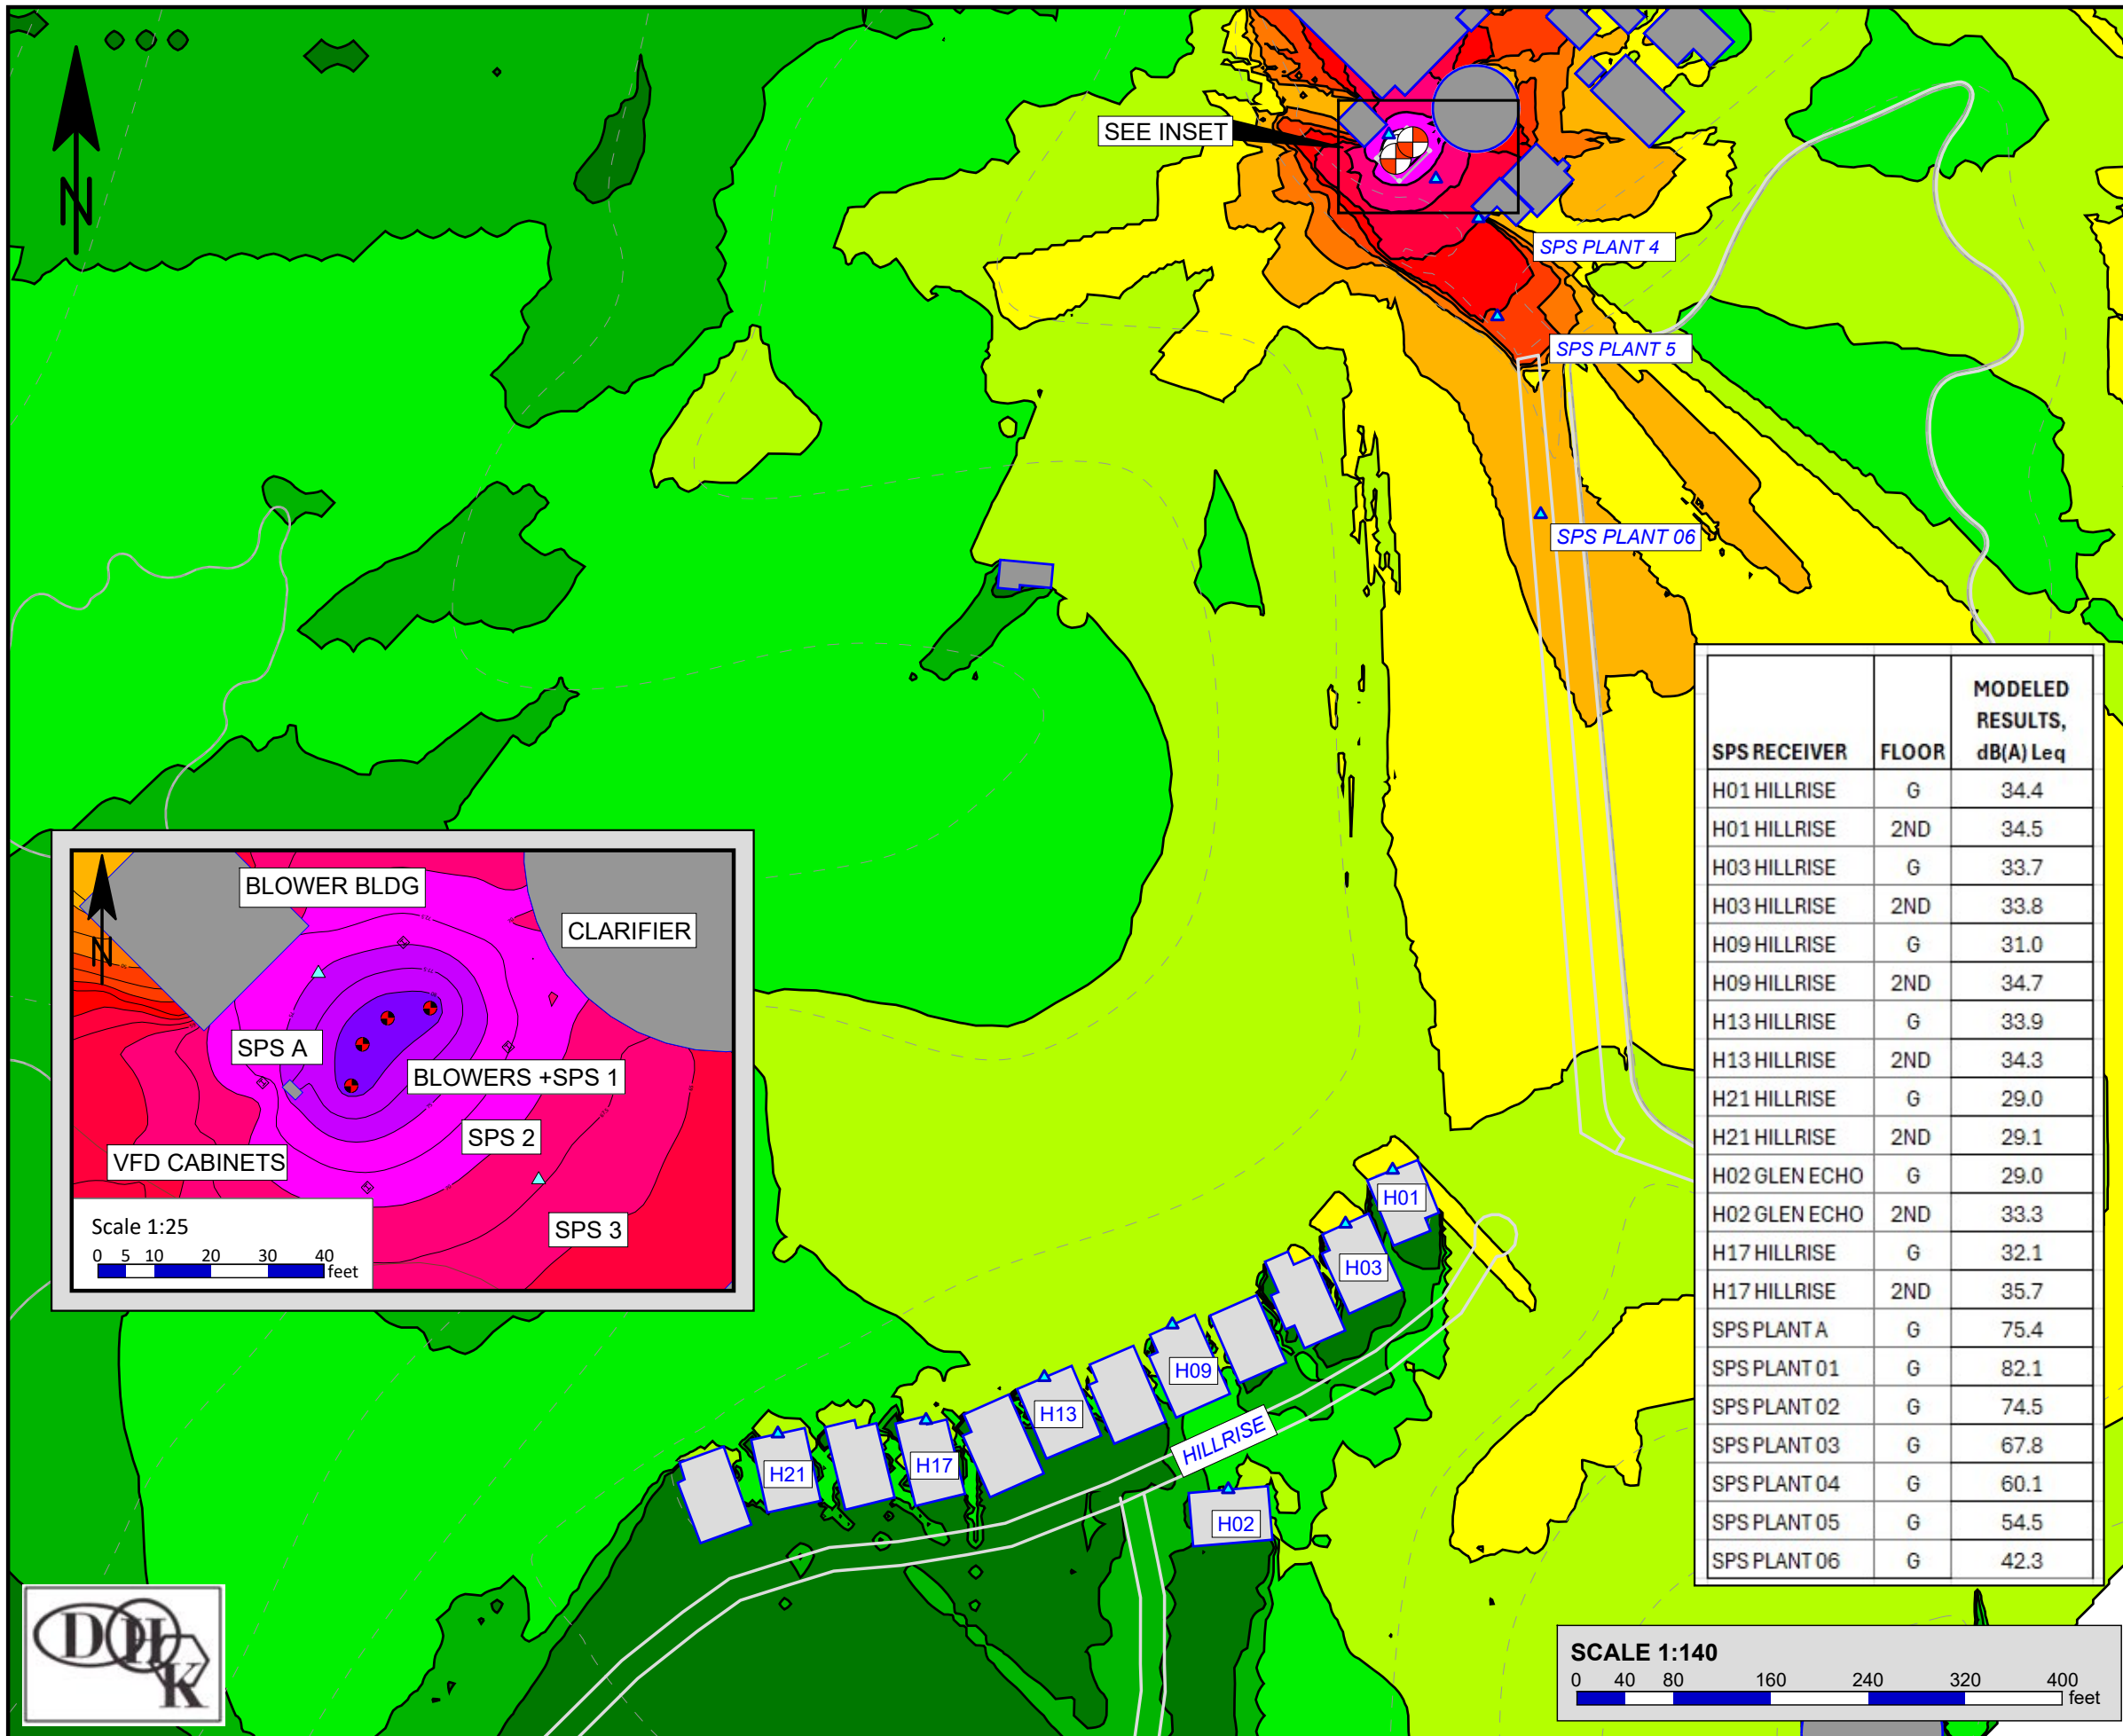 N
SEE INSET
SPS PLANT 4
SPS PLANT 5
SPS PLANT 06
SPS RECEIVER FLOOR MODELED RESULTS, dB(A) Leq
H01 HILLRISE G 34.4
H01 HILLRISE 2ND 34.5
H03 HILLRISE G 33.7
H03 HILLRISE 2ND 33.8
H09 HILLRISE G 31.0
H09 HILLRISE 2ND 34.7
H13 HILLRISE G 33.9
H13 HILLRISE 2ND 34.3
H21 HILLRISE G 29.0
H21 HILLRISE 2ND 29.1
H02 GLEN ECHO G 29.0
H02 GLEN ECHO 2ND 33.3
H17 HILLRISE G 32.1
H17 HILLRISE 2ND 35.7
SPS PLANT A G 75.4
SPS PLANT 01 G 82.1
SPS PLANT 02 G 74.5
SPS PLANT 03 G 67.8
SPS PLANT 04 G 60.1
SPS PLANT 05 G 54.5
SPS PLANT 06 G 42.3
BLOWER BLDG
CLARIFIER
N
SPS A
BLOWERS +SPS 1
SPS 2
VFD CABINETS
SPS 3
Scale 1:25
0 5 10 20 30 40
feet
H01
H03
H09
H13
H17
H21
HILLRISE
H02
DHK
SCALE 1:140
0 40 80 160 240 320 400
feet